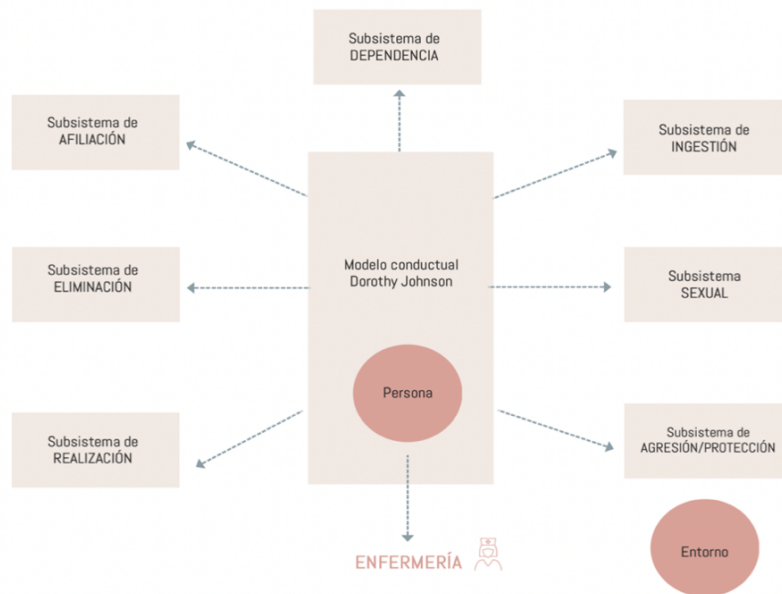 Subsistema de
DEPENDENCIA
Subsistema de
AFILIACIÓN
Subsistema de
INGESTIÓN
Modelo conductual
Dorothy Johnson
Subsistema de
ELIMINACIÓN
Subsistema
SEXUAL
Persona
Subsistema de
REALIZACIÓN
Subsistema de
AGRESIÓN/PROTECCIÓN
ENFERMERÍA
Entorno